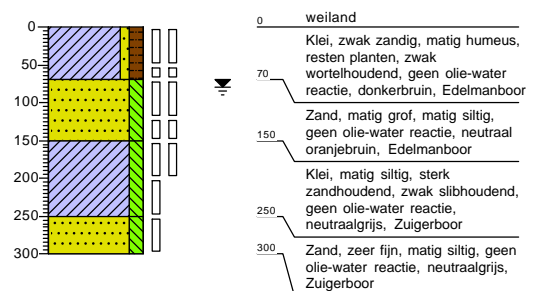 0
50
100
150
200
250
300
0
weiland
Klei, zwak zandig, matig humeus,
resten planten, zwak
wortelhoudend, geen olie-water
reactie, donkerbruin, Edelmanboor
70
Zand, matig grof, matig siltig,
geen olie-water reactie, neutraal
oranjebruin, Edelmanboor
150
Klei, matig siltig, sterk
zandhoudend, zwak slibhoudend,
geen olie-water reactie,
neutraalgrijs, Zuigerboor
250
Zand, zeer fijn, matig siltig, geen
olie-water reactie, neutraalgrijs,
Zuigerboor
300